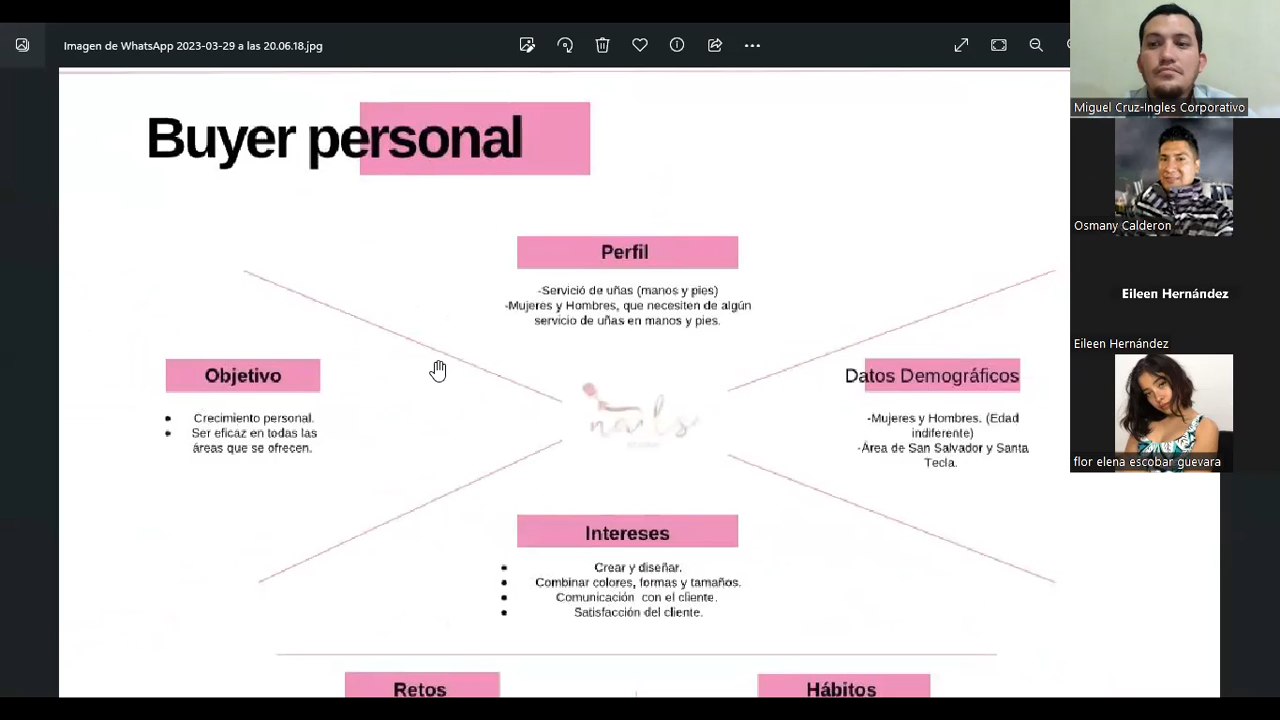 Imagen de WhatsApp 2023-03-29 a las 20.06.18.jpg
Buyer personal
Perfil
-Servició de uñas (manos y pies)
-Mujeres y Hombres, que necesiten de algún
servicio de uñas en manos y pies.
Objetivo
Crecimiento personal.
Ser eficaz en todas las
áreas que se ofrecen.
nails
Datos Demográficos
-Mujeres y Hombres. (Edad
indiferente)
-Área de San Salvador y Santa
Tecla.
Intereses
Crear y diseñar.
Combinar colores, formas y tamaños.
Comunicación con el cliente.
Satisfacción del cliente.
Retos
Hábitos
Miguel Cruz-Ingles Corporativo
Osmany Calderon
Eileen Hernández
Eileen Hernández
flor elena escobar guevara